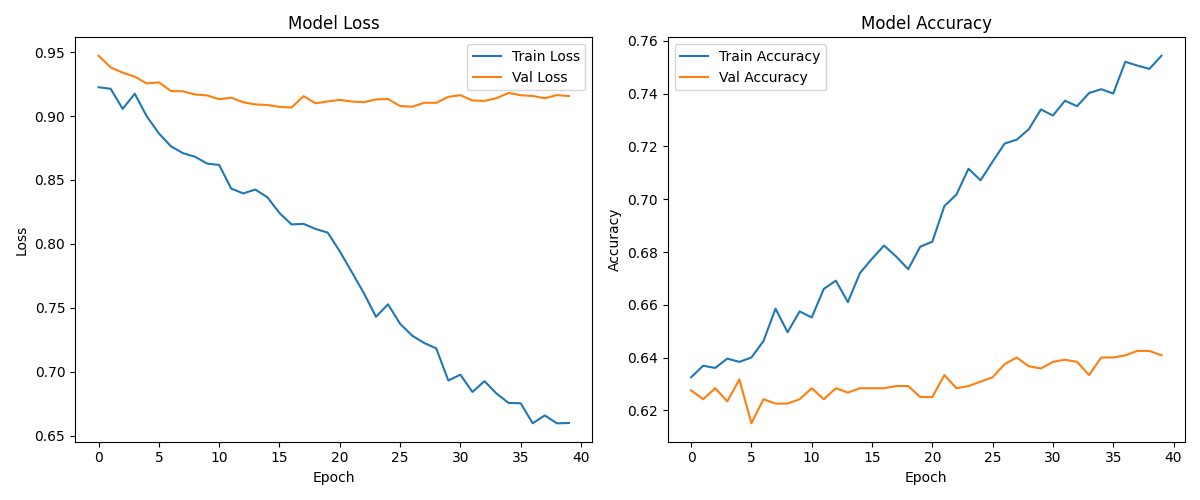 Model Loss
0.95
0.90
0.85
0.80
0.75
0.70
0.65
Loss
0 5 10 15 20 25 30 35 40
Epoch
Train Loss
Val Loss
Model Accuracy
0.76
0.74
0.72
0.70
0.68
0.66
0.64
0.62
Accuracy
0 5 10 15 20 25 30 35 40
Epoch
Train Accuracy
Val Accuracy